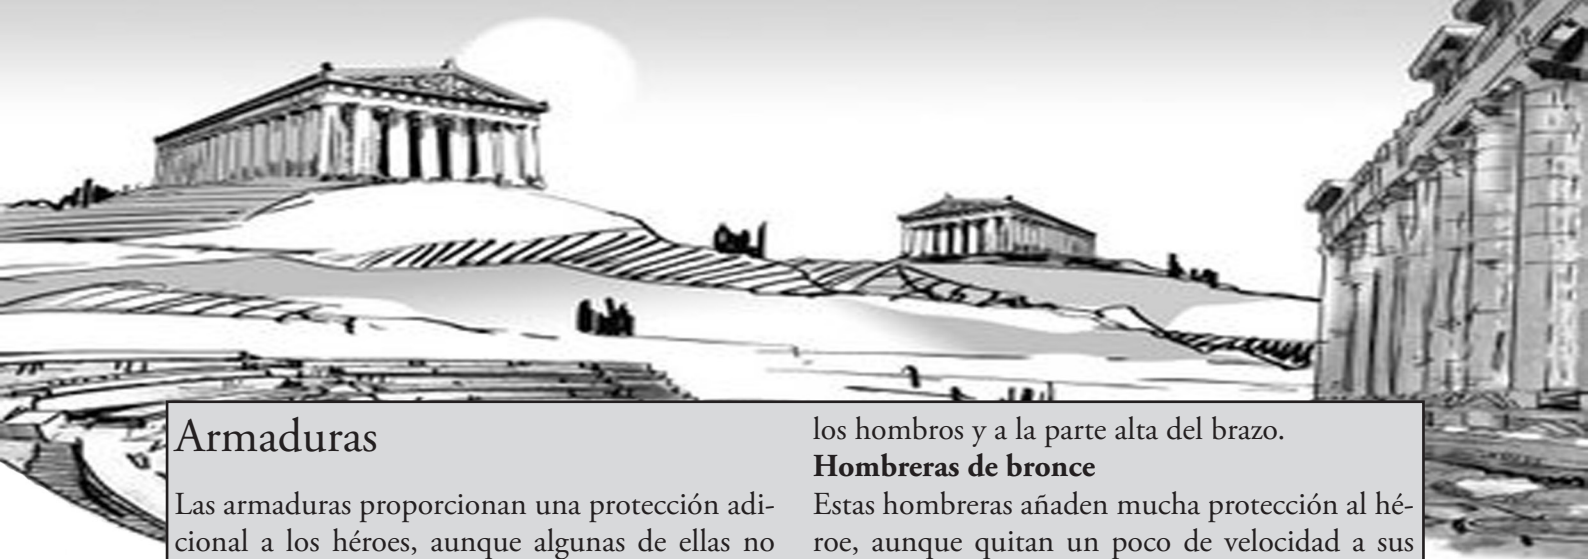 Armaduras
Las armaduras proporcionan una protección adi-
cional a los héroes, aunque algunas de ellas no
los hombros y a la parte alta del brazo.
Hombreras de bronce
Estas hombreras añaden mucha protección al hé-
roe, aunque quitan un poco de velocidad a sus